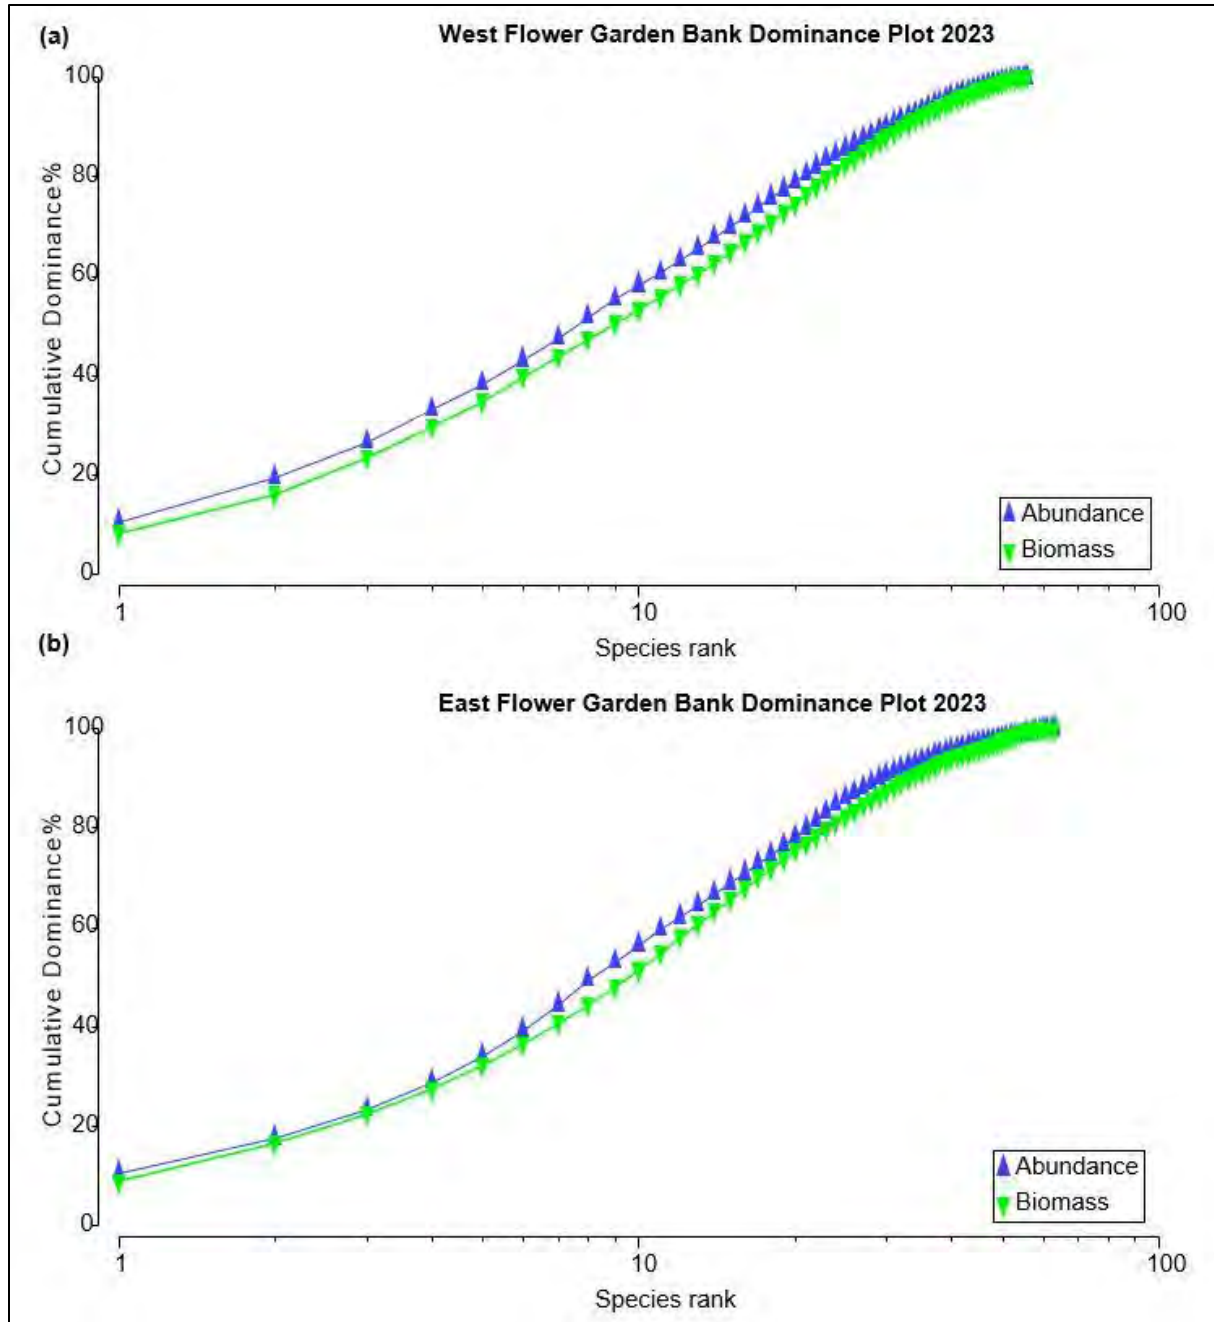 (a)
West Flower Garden Bank Dominance Plot 2023
100
80
60
40
20
0
Cumulative Dominance%
Abundance
Biomass
1
10
100
Species rank
(b)
East Flower Garden Bank Dominance Plot 2023
100
80
60
40
20
0
Cumulative Dominance%
Abundance
Biomass
1
10
100
Species rank